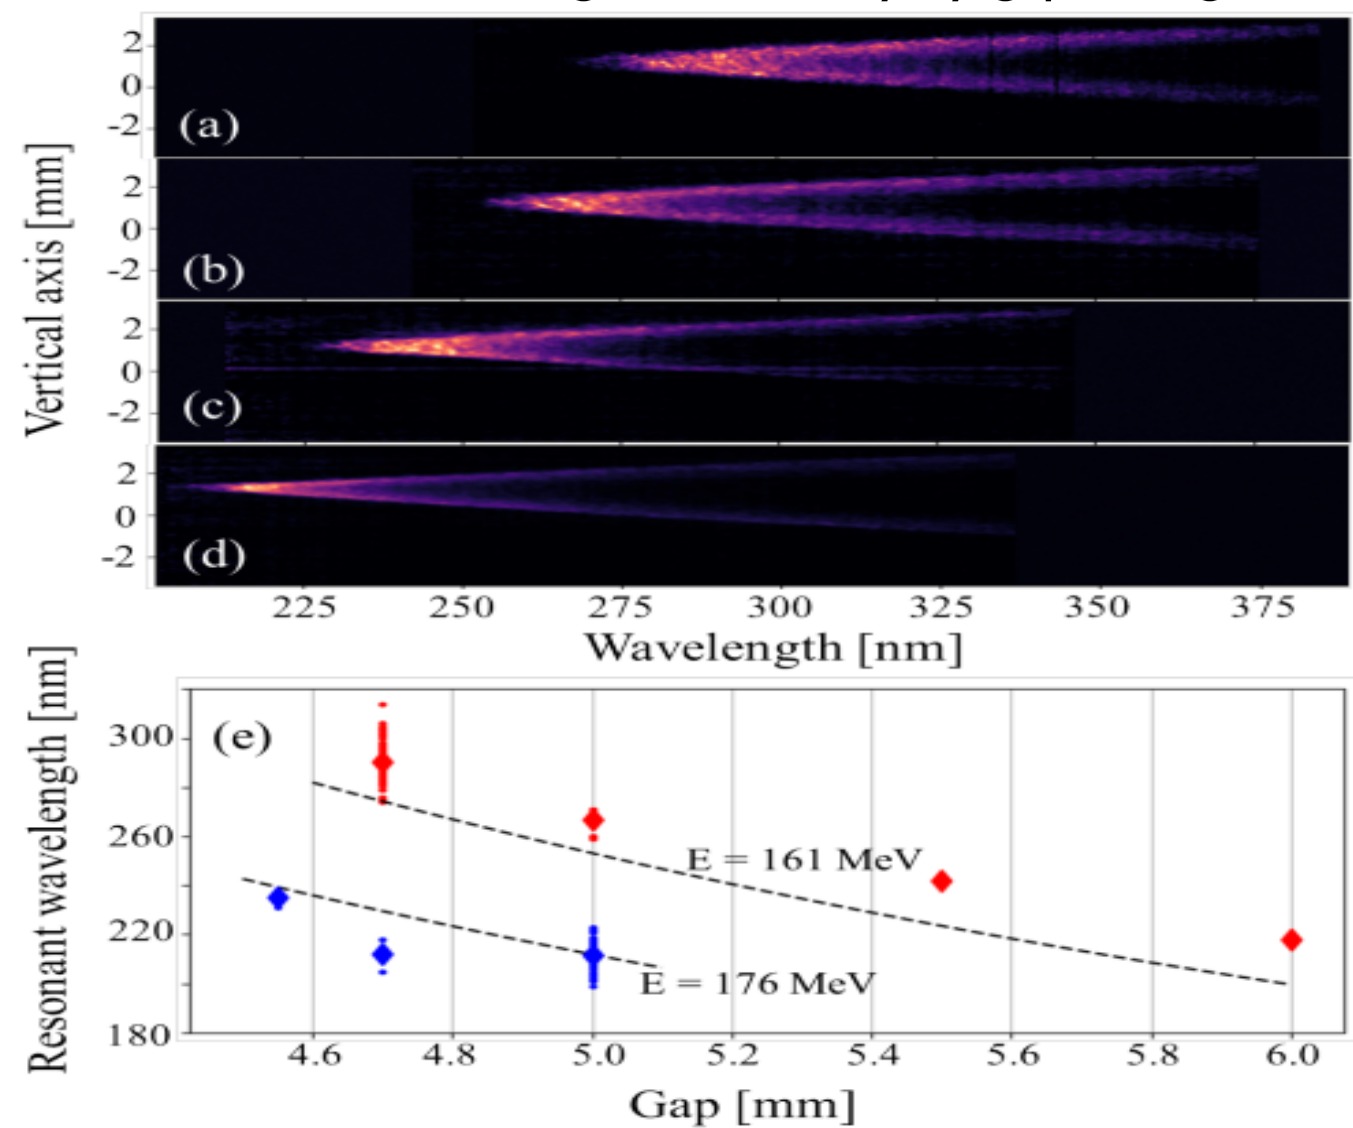 2
0
-2
(a)
2
0
-2
(b)
2
0
-2
(c)
2
0
-2
(d)
Vertical axis [mm]
225 250 275 300 325 350 375
Wavelength [nm]
Resonant wavelength [nm]
300
260
220
180
(e)
E = 161 MeV
E = 176 MeV
4.6 4.8 5.0 5.2 5.4 5.6 5.8 6.0
Gap [mm]